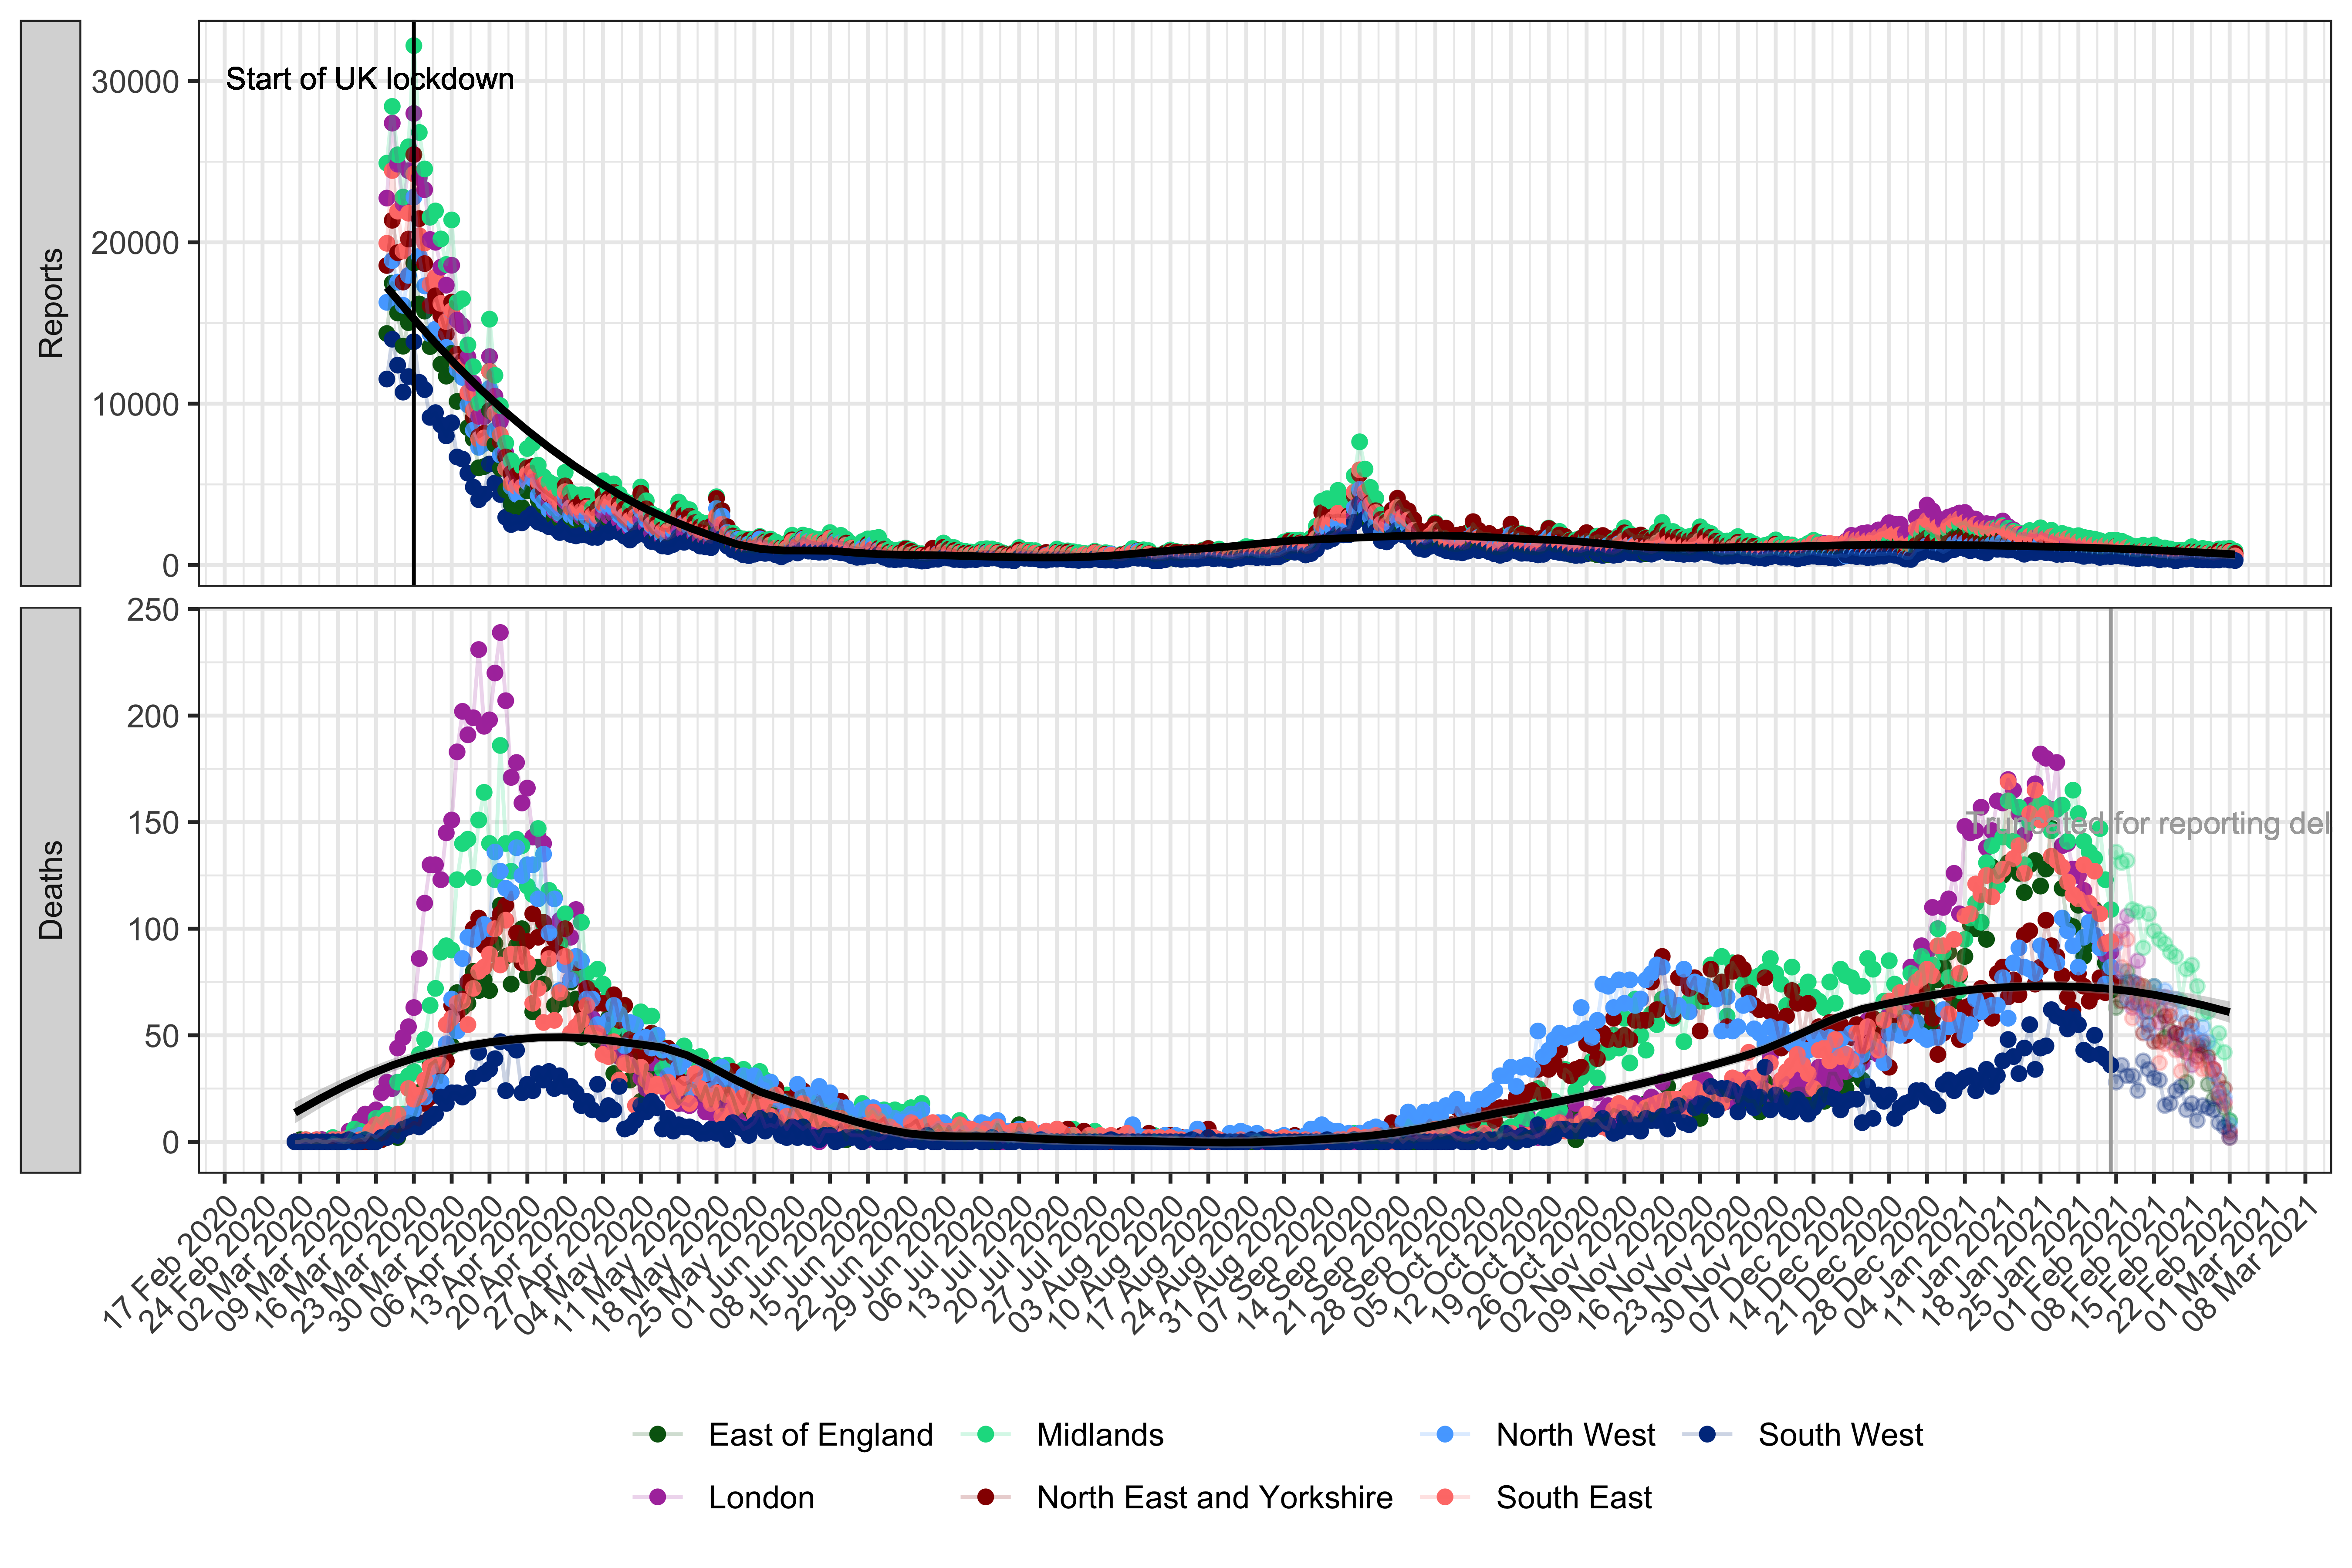 Reports
30000
20000
10000
0
Start of UK lockdown
Deaths
250
200
150
100
50
0
Truncated for reporting del
17 Feb 2020
24 Feb 2020
02 Mar 2020
09 Mar 2020
16 Mar 2020
23 Mar 2020
30 Mar 2020
06 Apr 2020
13 Apr 2020
20 Apr 2020
27 Apr 2020
04 May 2020
11 May 2020
18 May 2020
25 May 2020
01 Jun 2020
08 Jun 2020
15 Jun 2020
22 Jun 2020
29 Jun 2020
06 Jul 2020
13 Jul 2020
20 Jul 2020
27 Jul 2020
03 Aug 2020
10 Aug 2020
17 Aug 2020
24 Aug 2020
31 Aug 2020
07 Sep 2020
14 Sep 2020
21 Sep 2020
28 Sep 2020
05 Oct 2020
12 Oct 2020
19 Oct 2020
26 Oct 2020
02 Nov 2020
09 Nov 2020
16 Nov 2020
23 Nov 2020
30 Nov 2020
07 Dec 2020
14 Dec 2020
21 Dec 2020
28 Dec 2020
04 Jan 2021
11 Jan 2021
18 Jan 2021
25 Jan 2021
01 Feb 2021
08 Feb 2021
15 Feb 2021
22 Feb 2021
01 Mar 2021
08 Mar 2021
East of England
Midlands
North West
South West
London
North East and Yorkshire
South East